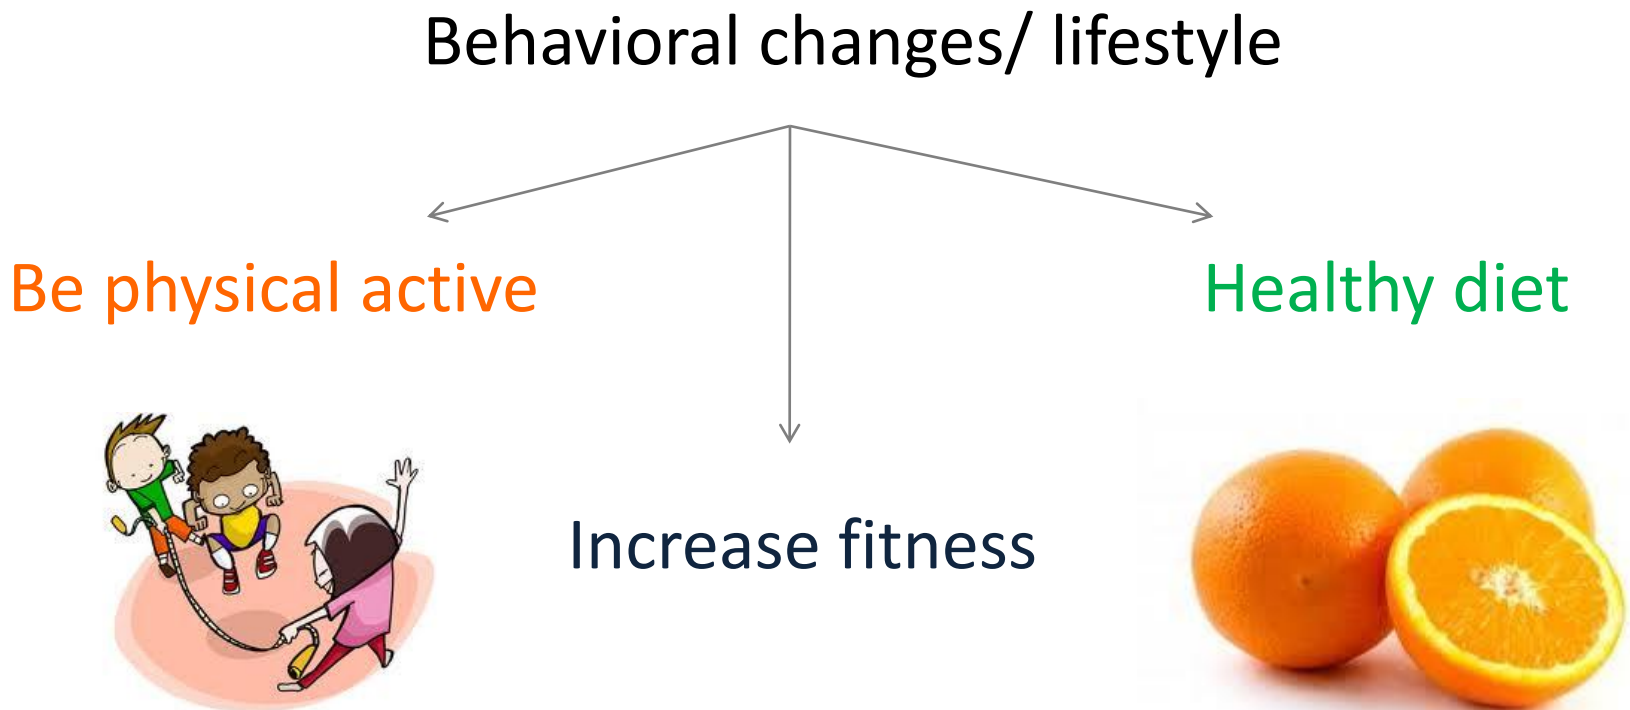 Behavioral changes/ lifestyle
Be physical active
Healthy diet
Increase fitness